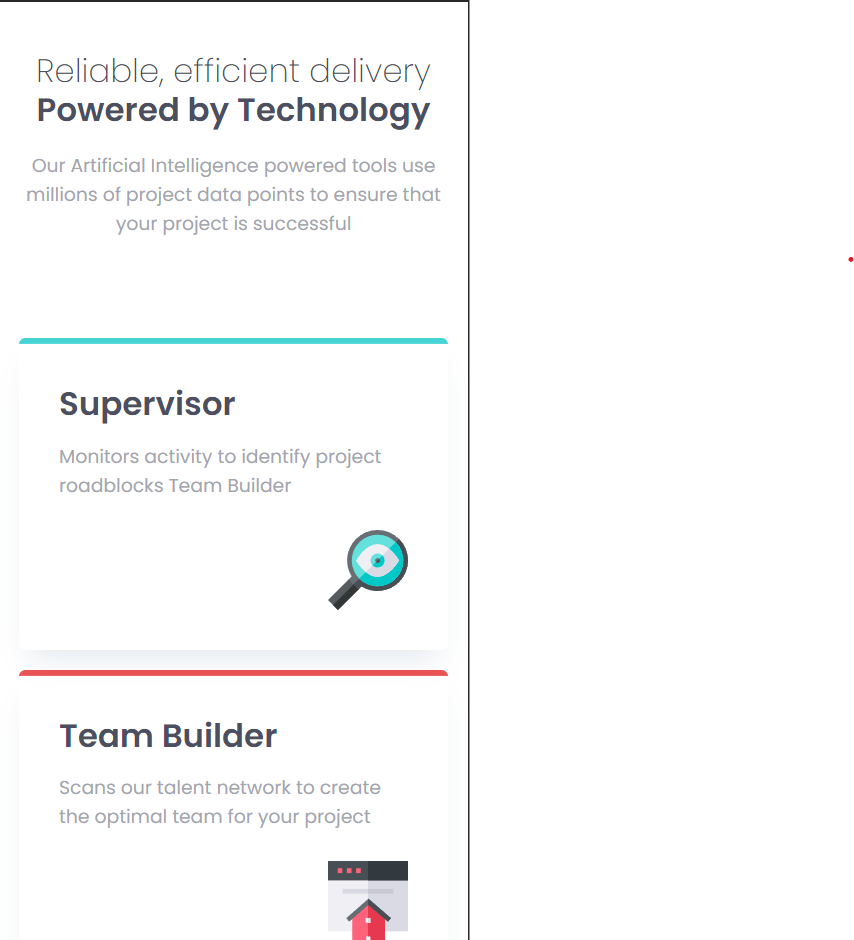 Reliable, efficient delivery
Powered by Technology
Our Artificial Intelligence powered tools use
millions of project data points to ensure that
your project is successful
Supervisor
Monitors activity to identify project
roadblocks Team Builder
Team Builder
Scans our talent network to create
the optimal team for your project